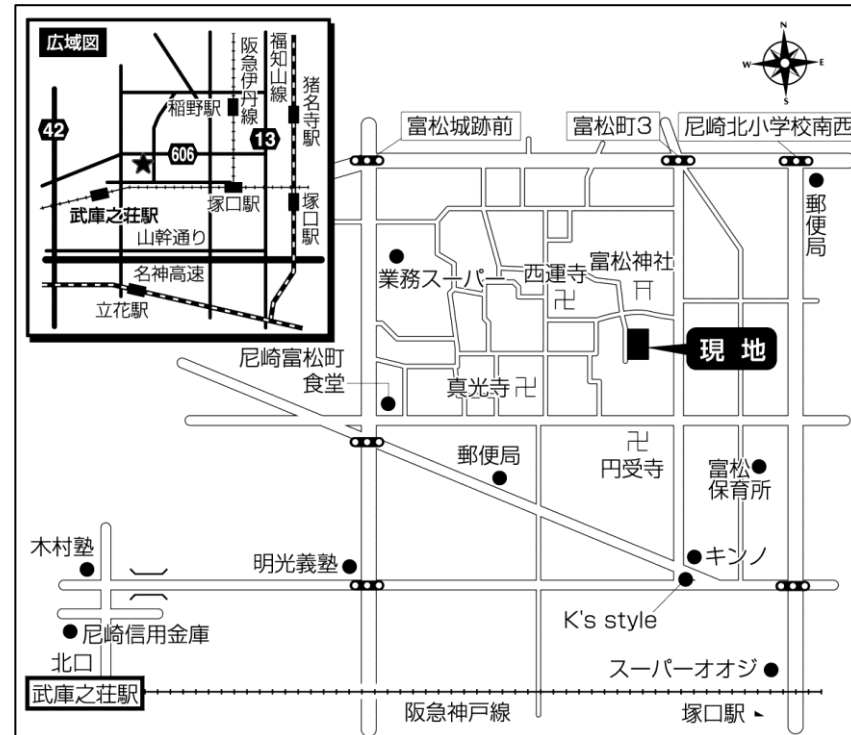 広域図
阪急伊丹線
福知山線
猪名寺駅
稲野駅
42
13
606
武庫之荘駅
塚口駅
塚口駅
山幹通り
名神高速
立花駅
N
W
E
S
富松城跡前
富松町3
尼崎北小学校南西
郵便局
業務スーパー
西運寺
富松神社
現地
尼崎富松町
食堂
真光寺
郵便局
円受寺
富松
保育所
木村塾
明光義塾
キンノ
K's style
尼崎信用金庫
北口
スーパーオオジ
武庫之荘駅
阪急神戸線
塚口駅